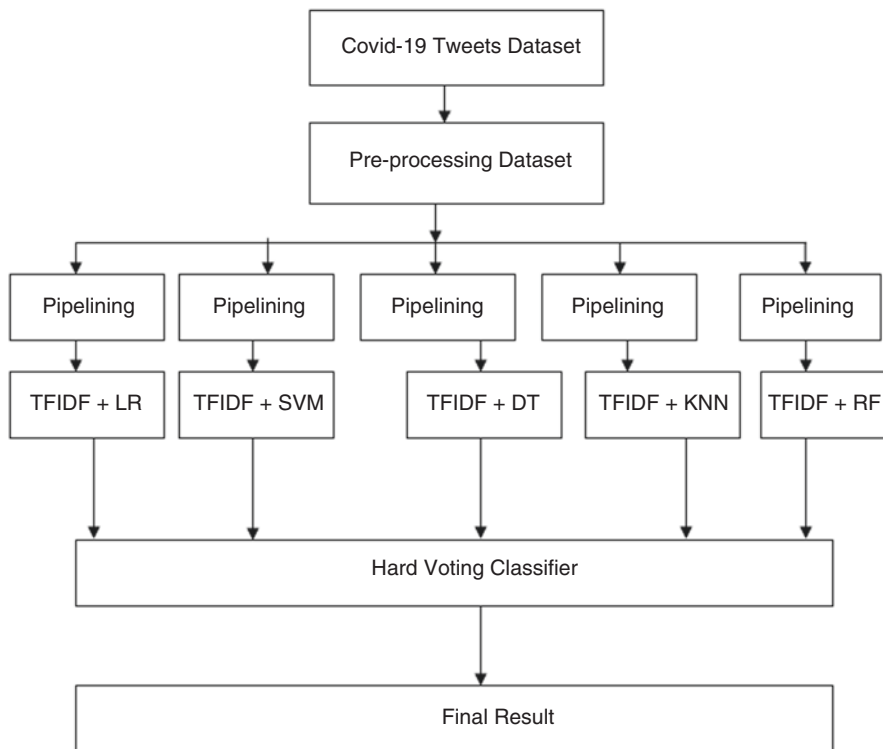 Covid-19 Tweets Dataset
Pre-processing Dataset
Pipelining
Pipelining
Pipelining
Pipelining
Pipelining
TFIDF + LR
TFIDF + SVM
TFIDF + DT
TFIDF + KNN
TFIDF + RF
Hard Voting Classifier
Final Result